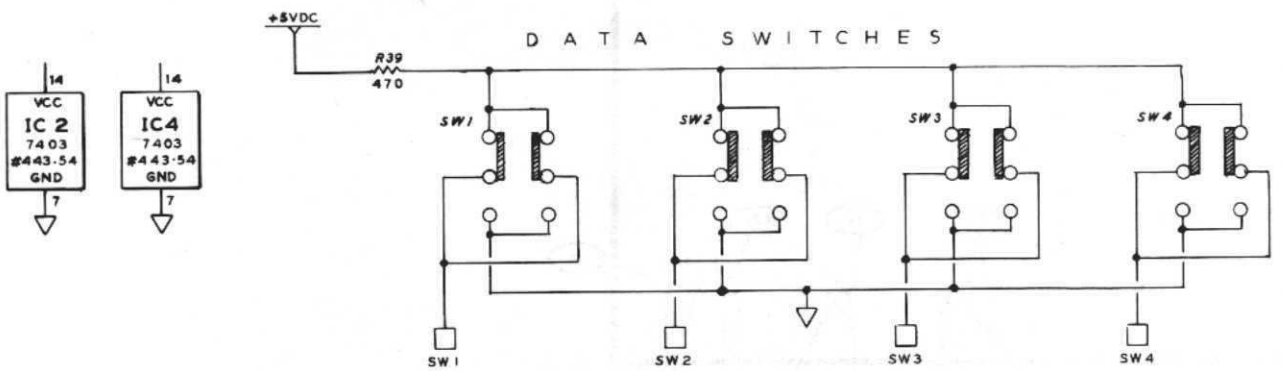 +5VDC
DATA SWITCHES
R39
470
14
VCC
IC 2
7403
#443-54
GND
7
14
VCC
IC4
7403
#443-54
GND
7
SW1
SW2
SW3
SW4
SW1
SW2
SW3
SW4